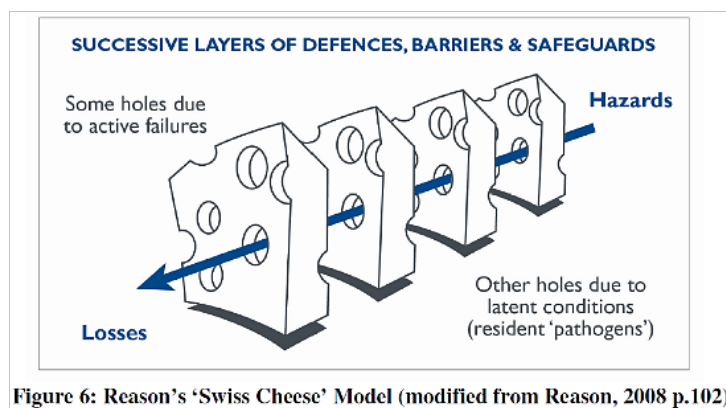 SUCCESSIVE LAYERS OF DEFENCES, BARRIERS & SAFEGUARDS
Some holes due
to active failures
Hazards
Other holes due to
latent conditions
(resident ‘pathogens’)
Losses
Figure 6: Reason’s ‘Swiss Cheese’ Model (modified from Reason, 2008 p.102)